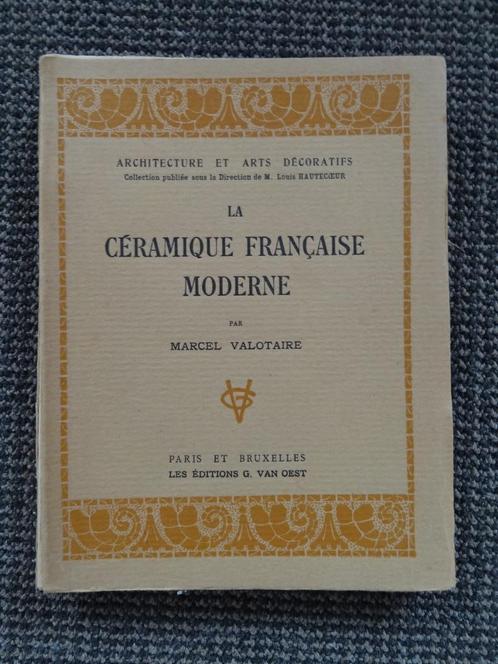 ARCHITECTURE ET ARTS DÉCORATIFS
Collection publiée sous la Direction de M. Louis HAUTECŒUR
LA
CÉRAMIQUE FRANÇAISE
MODERNE
PAR
MARCEL VALOTAIRE
VG
PARIS ET BRUXELLES
LES ÉDITIONS G. VAN OEST